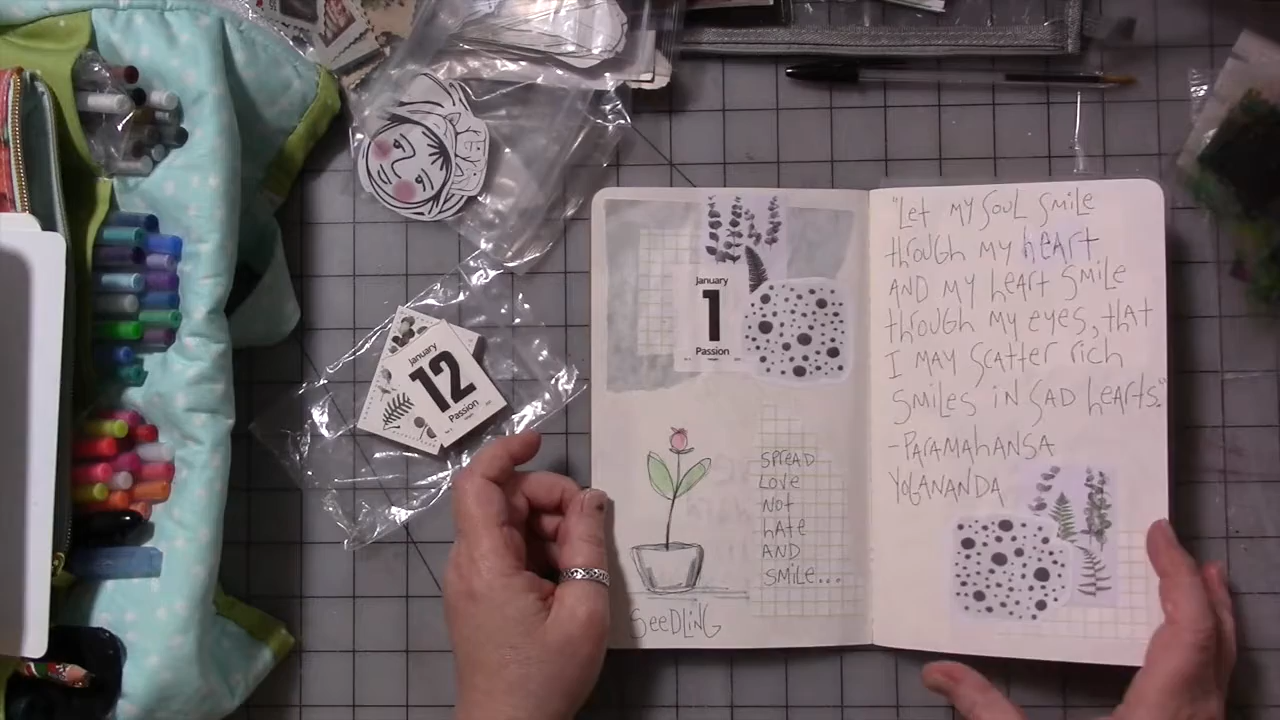 January
12
Passion
January
1
Passion
SPREAD
LOVE
NOT
hATE
AND
SMiLE...
SEEDLiNG
"LET MY SOUL SMiLE
Through MY hEArT
AND MY hEArT SMiLE
Through MY EYES, ThAT
I MAY SCATTEr rich
SMiLES iN SAD hEArTS."
-PArAMAhANSA
YOGANANDA